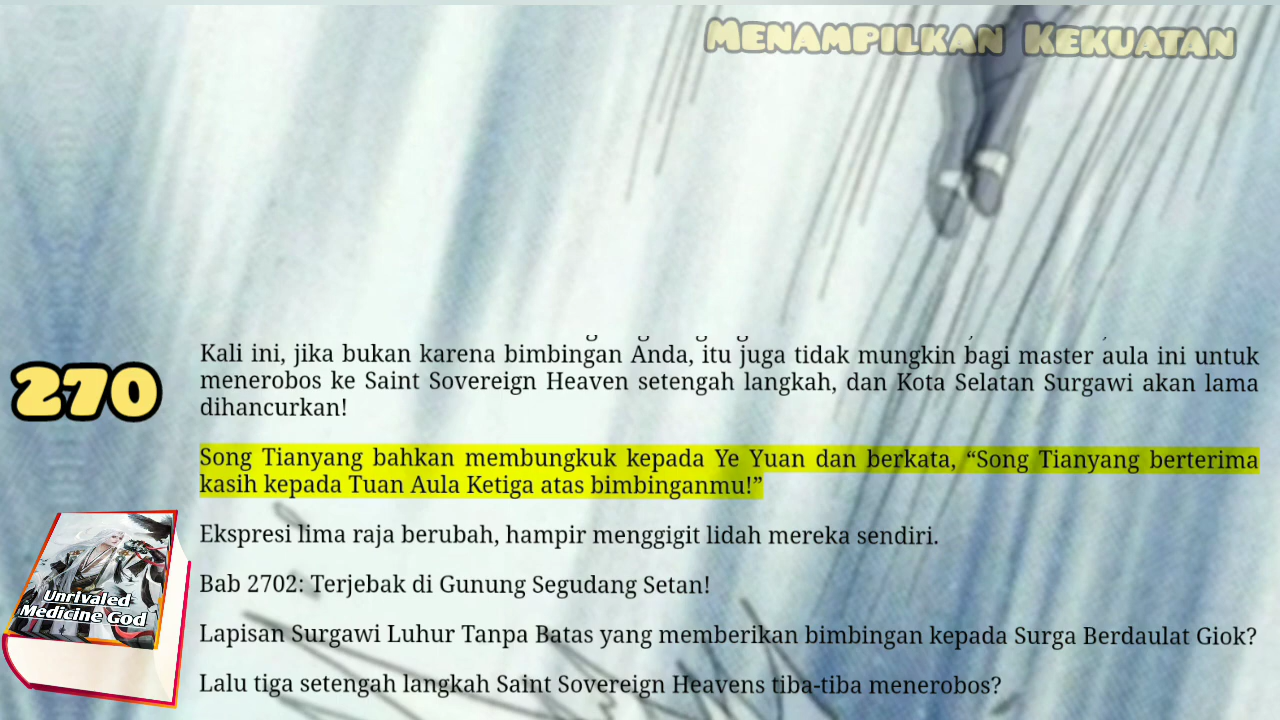 Menampilkan Kekuatan
Kali ini, jika bukan karena bimbingan Anda, itu juga tidak mungkin bagi master aula ini untuk
menerobos ke Saint Sovereign Heaven setengah langkah, dan Kota Selatan Surgawi akan lama
dihancurkan!
270
Song Tianyang bahkan membungkuk kepada Ye Yuan dan berkata, “Song Tianyang berterima
kasih kepada Tuan Aula Ketiga atas bimbinganmu!”
Ekspresi lima raja berubah, hampir menggigit lidah mereka sendiri.
Bab 2702: Terjebak di Gunung Segudang Setan!
Unrivaled
Medicine God
Lapisan Surgawi Luhur Tanpa Batas yang memberikan bimbingan kepada Surga Berdaulat Giok?
Lalu tiga setengah langkah Saint Sovereign Heavens tiba-tiba menerobos?